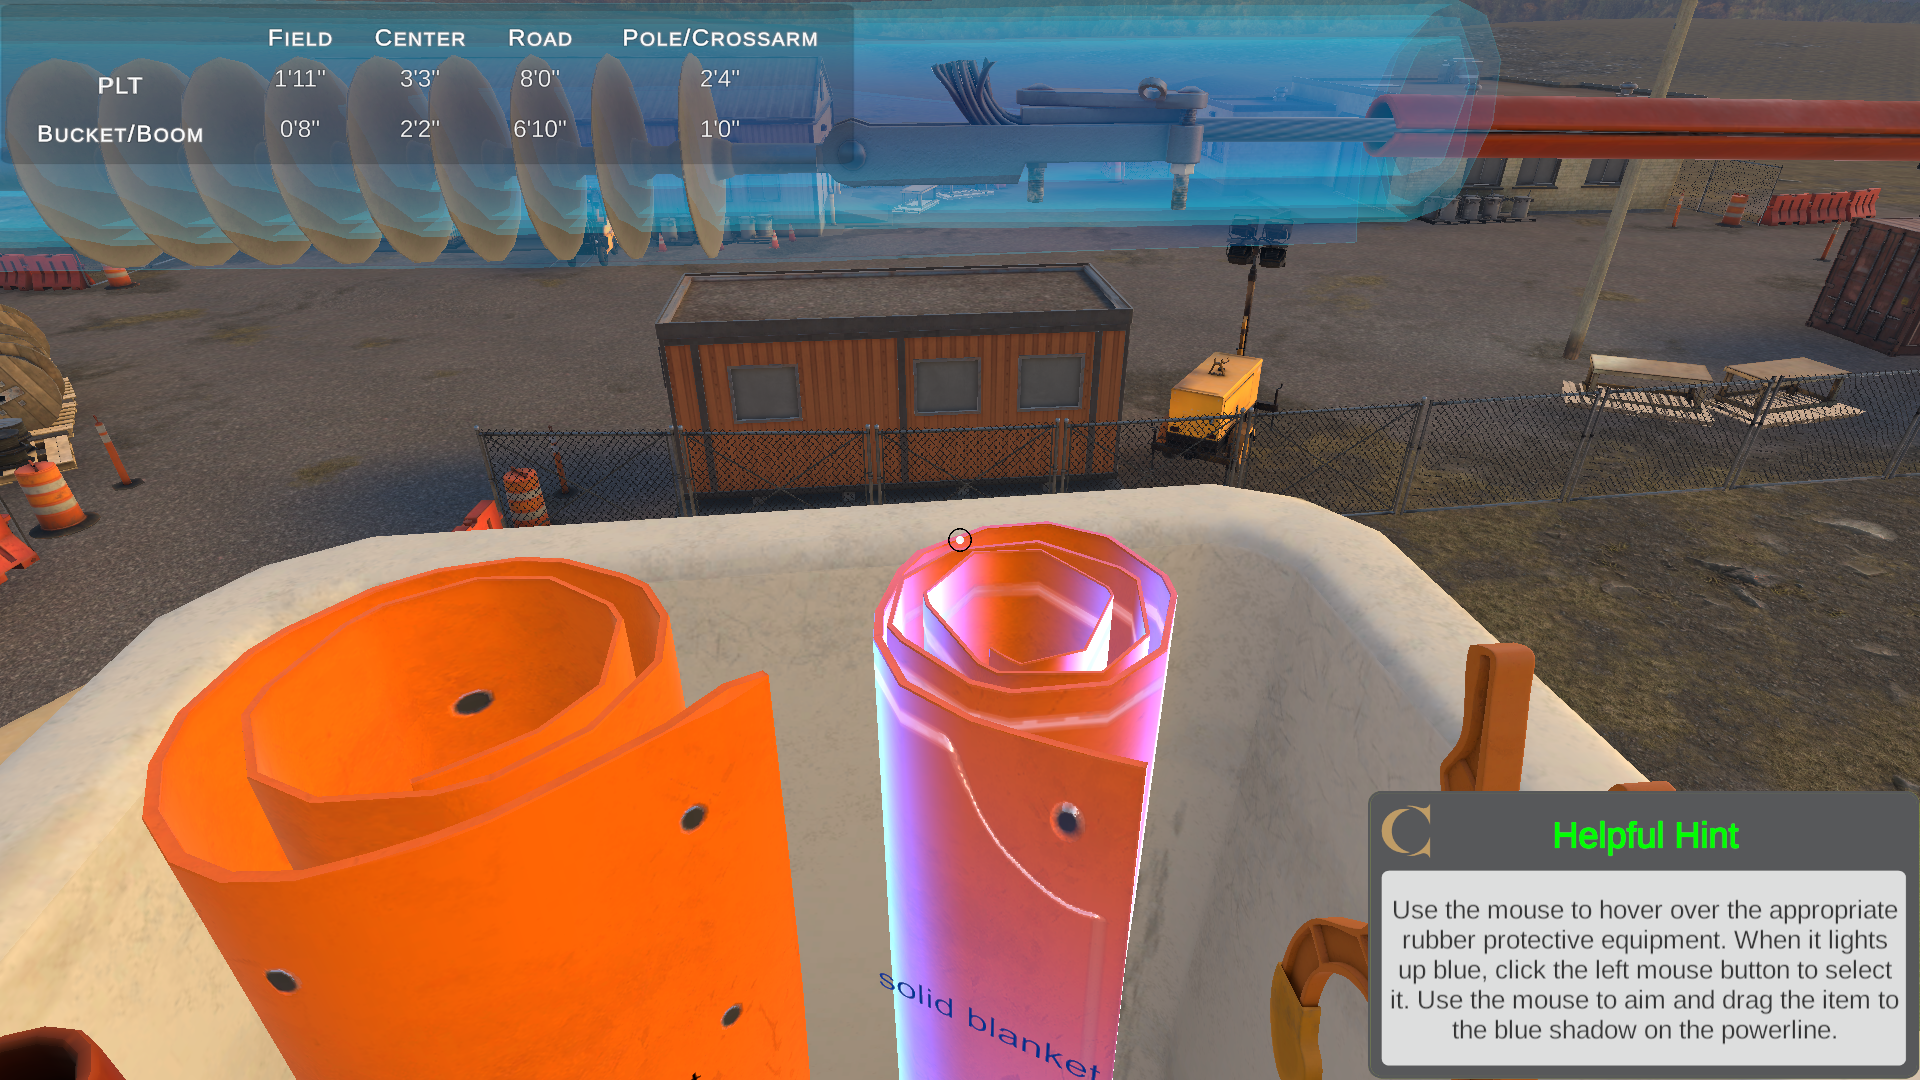 FIELD CENTER ROAD POLE/CROSSARM
PLT 1'11" 3'3" 8'0" 2'4"
BUCKET/BOOM 0'8" 2'2" 6'10" 1'0"
solid blanket
Helpful Hint
Use the mouse to hover over the appropriate
rubber protective equipment. When it lights
up blue, click the left mouse button to select
it. Use the mouse to aim and drag the item to
the blue shadow on the powerline.